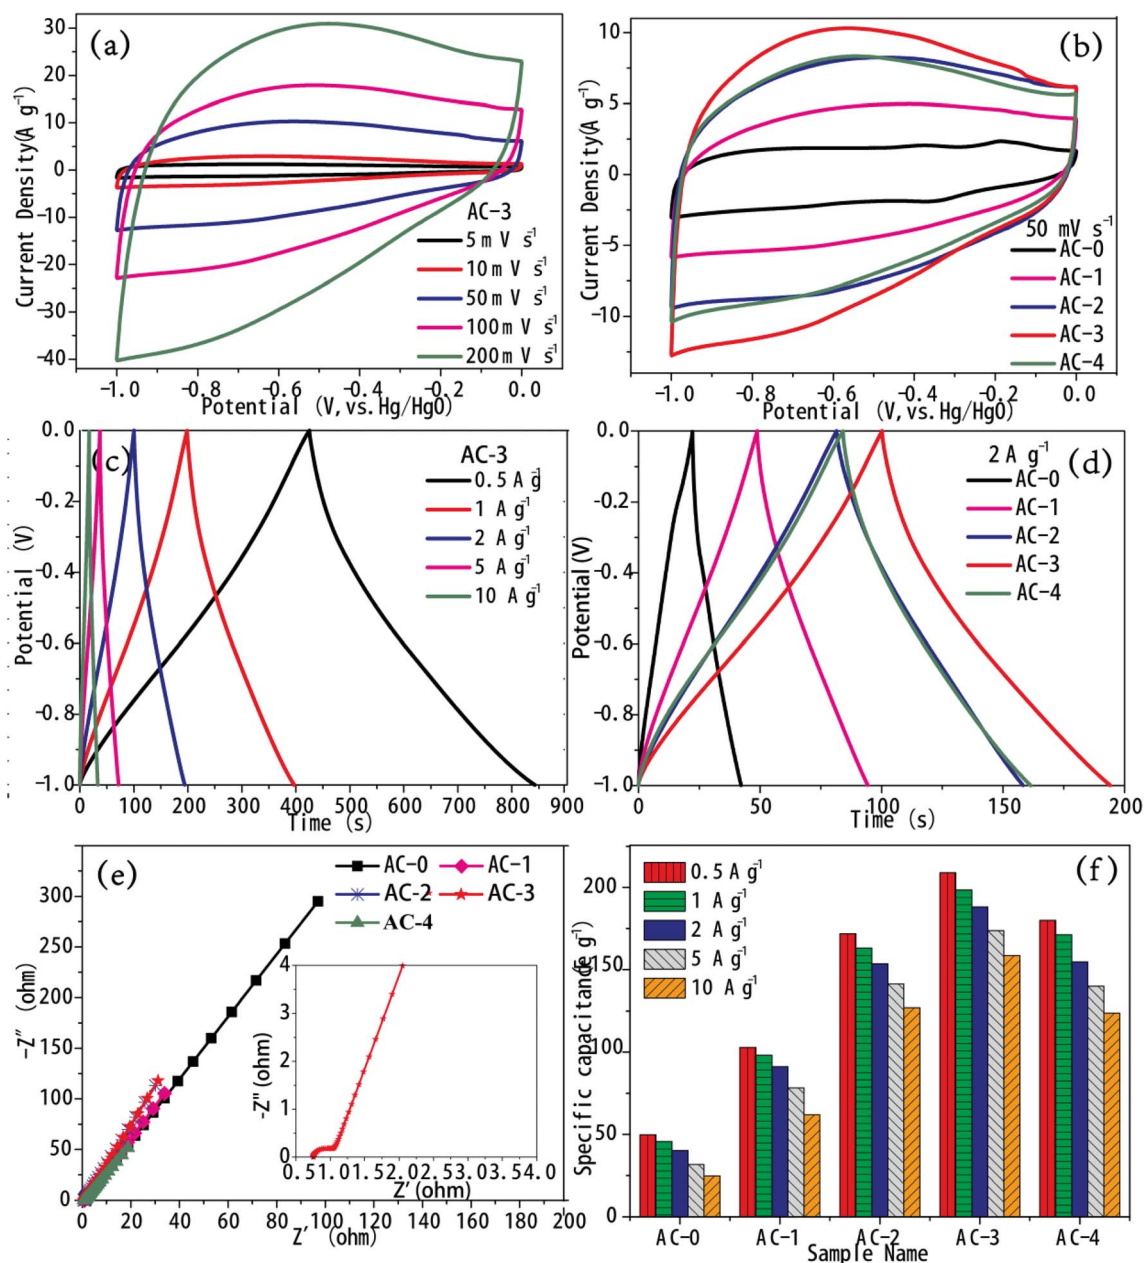 (a)
30
20
10
0
-10
-20
-30
-40
Current Density(A g⁻¹)
AC-3
5 m V s⁻¹
10 m V s⁻¹
50 m V s⁻¹
100 m V s⁻¹
200 m V s⁻¹
-1.0 -0.8 -0.6 -0.4 -0.2 0.0
Potential (V, vs. Hg/HgO)
(b)
10
5
0
-5
-10
Current Density(A g⁻¹)
50 mV s⁻¹
AC-0
AC-1
AC-2
AC-3
AC-4
-1.0 -0.8 -0.6 -0.4 -0.2 0.0
Potential (V, vs. Hg/HgO)
(c)
0.0
-0.2
-0.4
-0.6
-0.8
-1.0
Potential (V)
AC-3
0.5 A g⁻¹
1 A g⁻¹
2 A g⁻¹
5 A g⁻¹
10 A g⁻¹
0 100 200 300 400 500 600 700 800 900
Time (s)
(d)
0.0
-0.2
-0.4
-0.6
-0.8
-1.0
Potential (V)
2 A g⁻¹
AC-0
AC-1
AC-2
AC-3
AC-4
0 50 100 150 200
Time (s)
(e)
300
250
200
150
100
50
0
-Z″ (ohm)
AC-0 AC-1
AC-2 AC-3
AC-4
4
3
2
1
0
-Z″ (ohm)
0.5 1.0 1.5 2.0 2.5 3.0 3.5 4.0
Z′ (ohm)
0 20 40 60 80 100 120 140 160 180 200
Z′ (ohm)
(f)
200
150
100
50
0
Specific capacitance(F g⁻¹)
0.5 A g⁻¹
1 A g⁻¹
2 A g⁻¹
5 A g⁻¹
10 A g⁻¹
AC-0 AC-1 AC-2 AC-3 AC-4
Sample Name